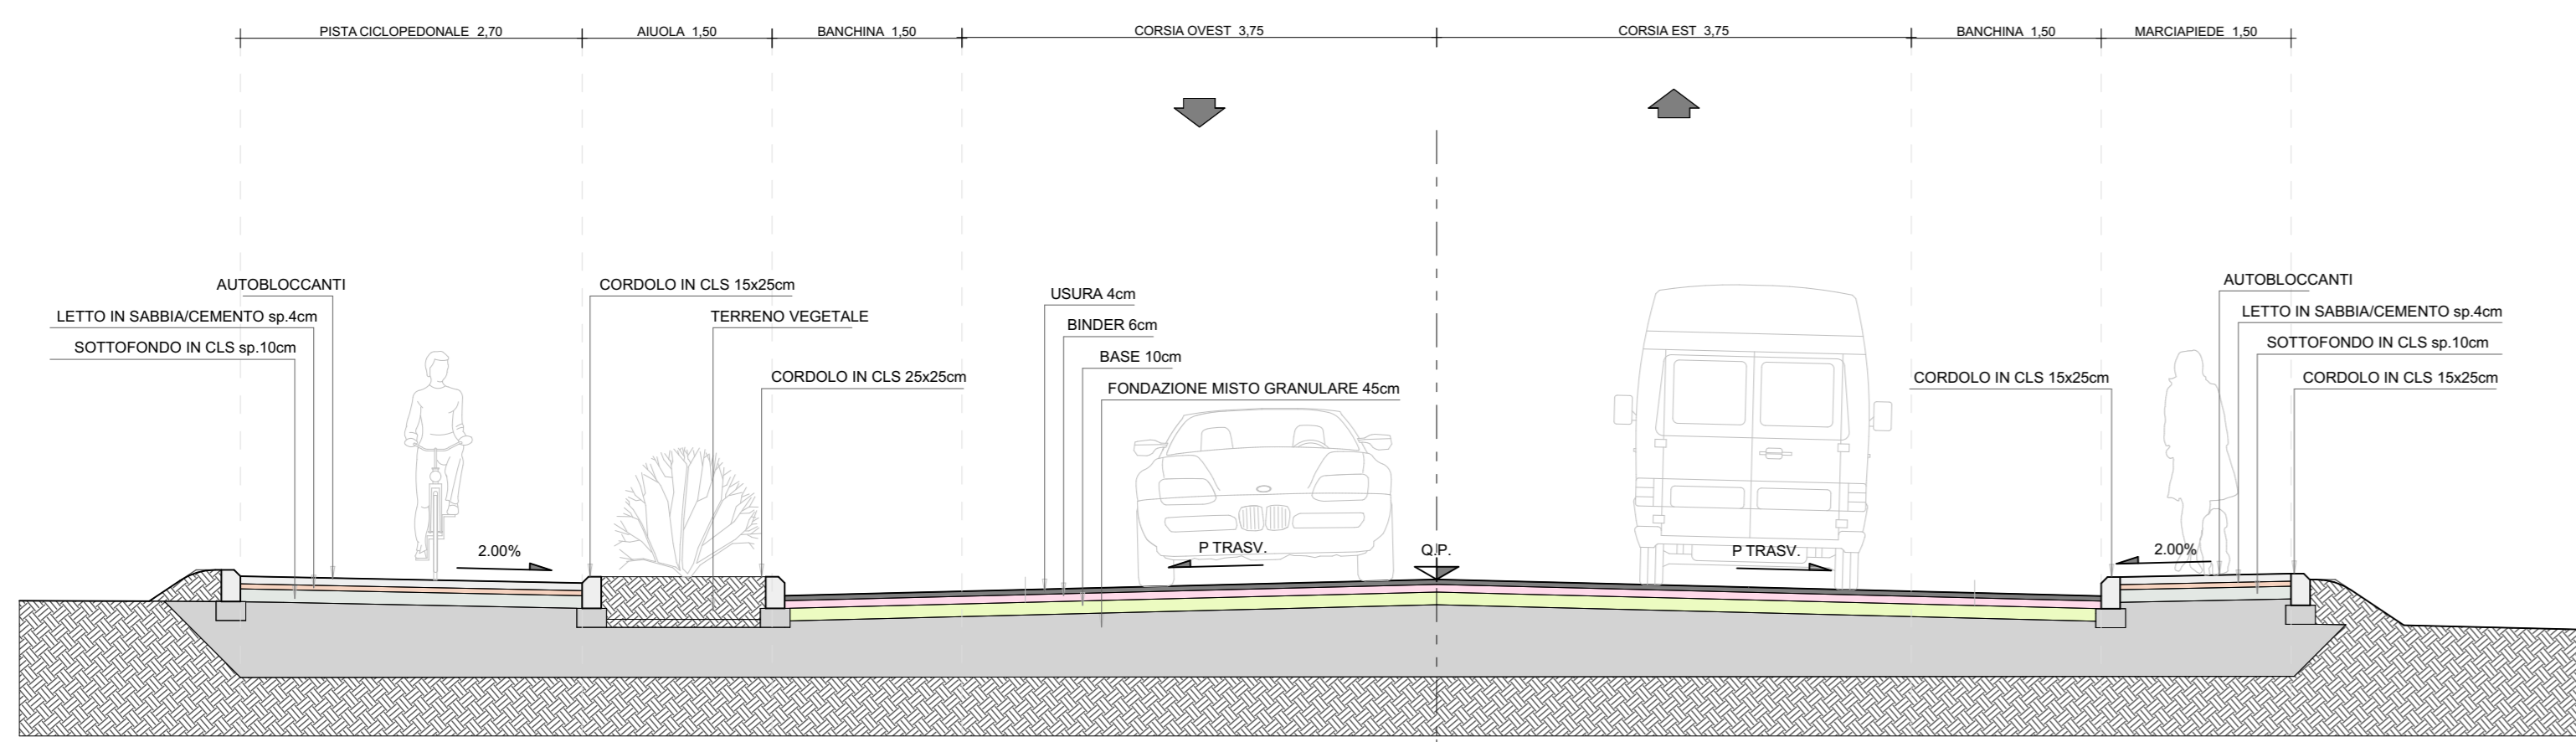 PISTA CICLOPEDONALE 2,70
AIUOLA 1,50
BANCHINA 1,50
CORSIA OVEST 3,75
CORSIA EST 3,75
BANCHINA 1,50
MARCIAPIEDE 1,50
AUTOBLOCCANTI
LETTO IN SABBIA/CEMENTO sp.4cm
SOTTOFONDO IN CLS sp.10cm
CORDOLO IN CLS 15x25cm
TERRENO VEGETALE
CORDOLO IN CLS 25x25cm
USURA 4cm
BINDER 6cm
BASE 10cm
FONDAZIONE MISTO GRANULARE 45cm
CORDOLO IN CLS 15x25cm
AUTOBLOCCANTI
LETTO IN SABBIA/CEMENTO sp.4cm
SOTTOFONDO IN CLS sp.10cm
CORDOLO IN CLS 15x25cm
2.00%
P TRASV.
Q.P.
P TRASV.
2.00%